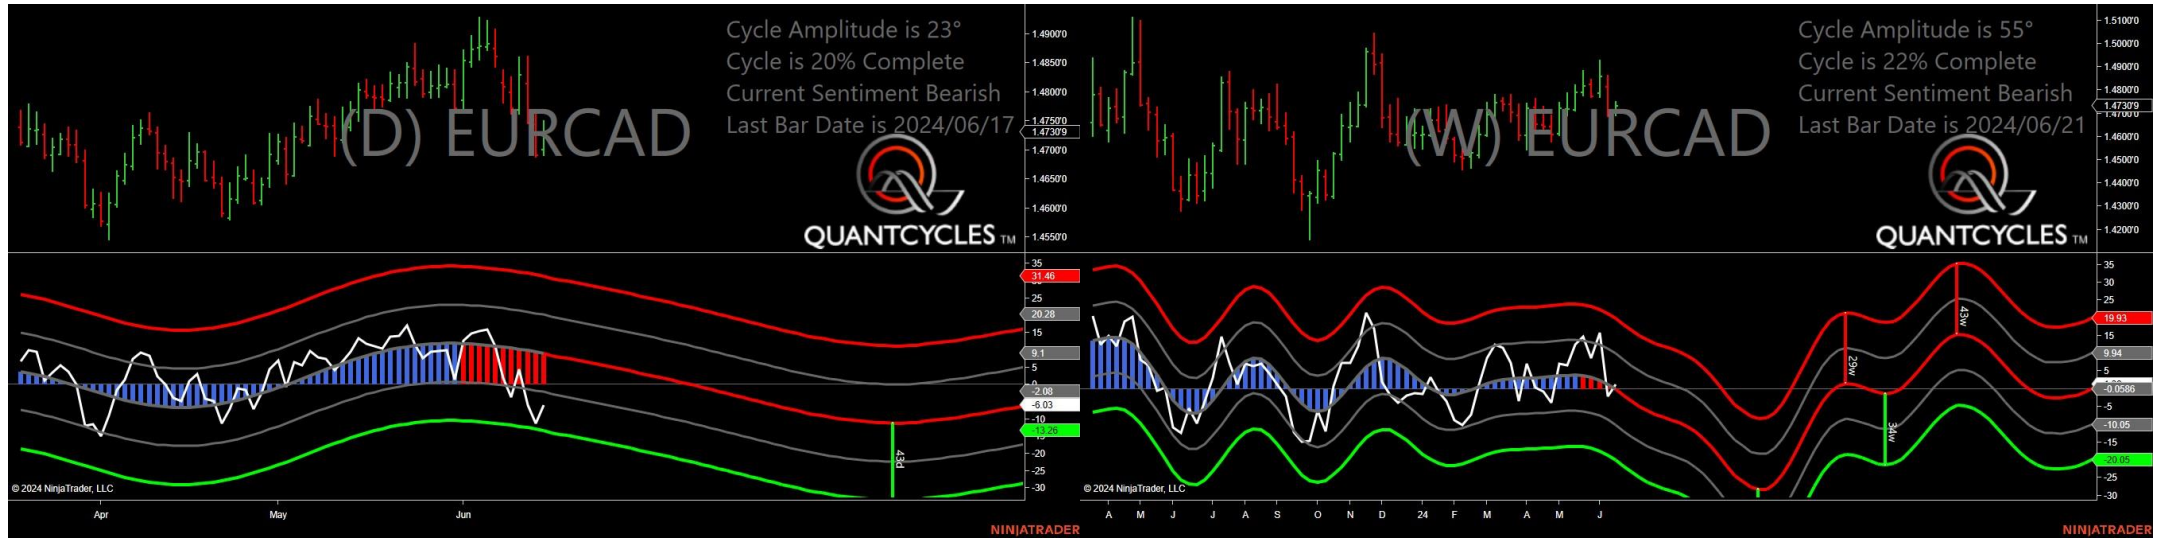 Cycle Amplitude is 23°
Cycle is 20% Complete
Current Sentiment Bearish
Last Bar Date is 2024/06/17
(D) EURCAD
QUANTCYCLES TM
1.4900'0
1.4850'0
1.4800'0
1.4750'0
1.4730'9
1.4700'0
1.4650'0
1.4600'0
1.4550'0
35
31.46
25
20.28
15
9.1
5
0
-2.08
-6.03
-10
-13.26
-15
-20
-25
-30
43d
© 2024 NinjaTrader, LLC
Apr May Jun
NINJATRADER
Cycle Amplitude is 55°
Cycle is 22% Complete
Current Sentiment Bearish
Last Bar Date is 2024/06/21
(W) EURCAD
QUANTCYCLES TM
1.5100'0
1.5000'0
1.4900'0
1.4800'0
1.4730'9
1.4700'0
1.4600'0
1.4500'0
1.4400'0
1.4300'0
1.4200'0
35
30
25
19.93
15
9.94
5
-0.0586
-5
-10.05
-15
-20.05
-25
-30
29w
34w
43w
© 2024 NinjaTrader, LLC
A M J J A S O N D 24 F M A M J
NINJATRADER